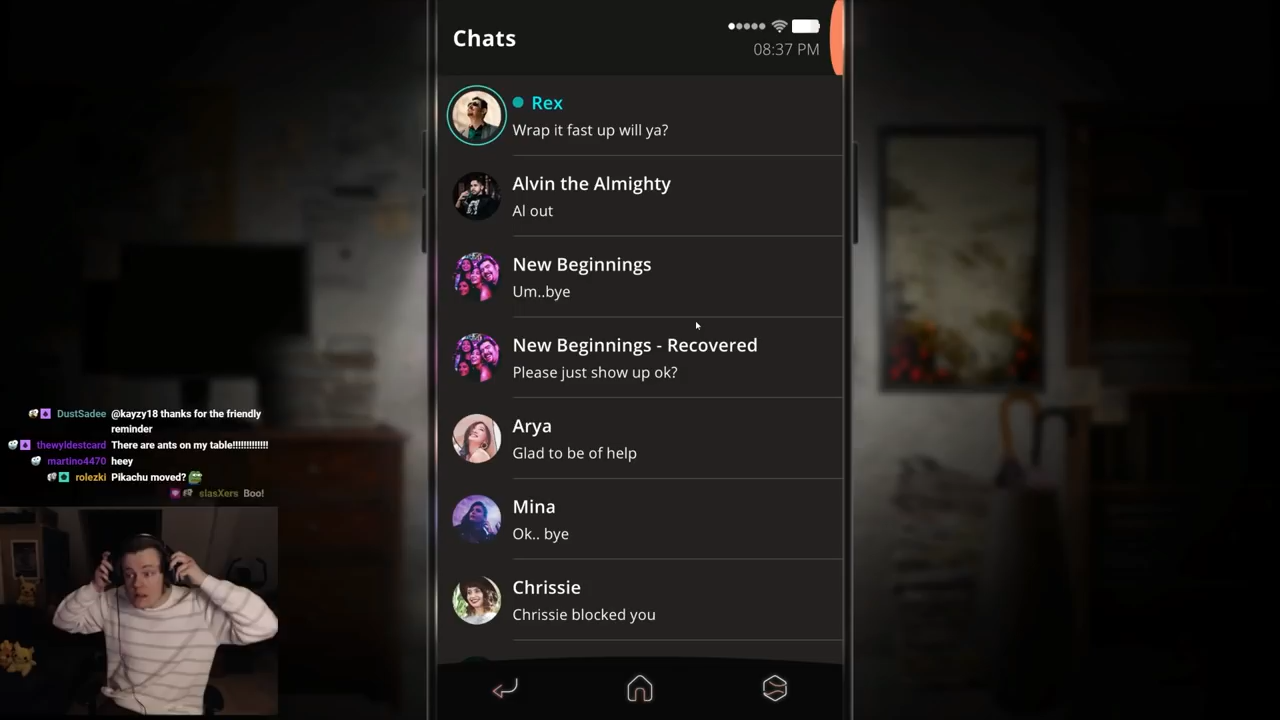 Chats
08:37 PM
Rex
Wrap it fast up will ya?
Alvin the Almighty
Al out
New Beginnings
Um..bye
New Beginnings - Recovered
Please just show up ok?
Arya
Glad to be of help
Mina
Ok.. bye
Chrissie
Chrissie blocked you
DustSadee @kayzy18 thanks for the friendly
reminder
thewyldestcard There are ants on my table!!!!!!!!!!!!!
martino4470 heey
rolezki Pikachu moved?
slasXers Boo!